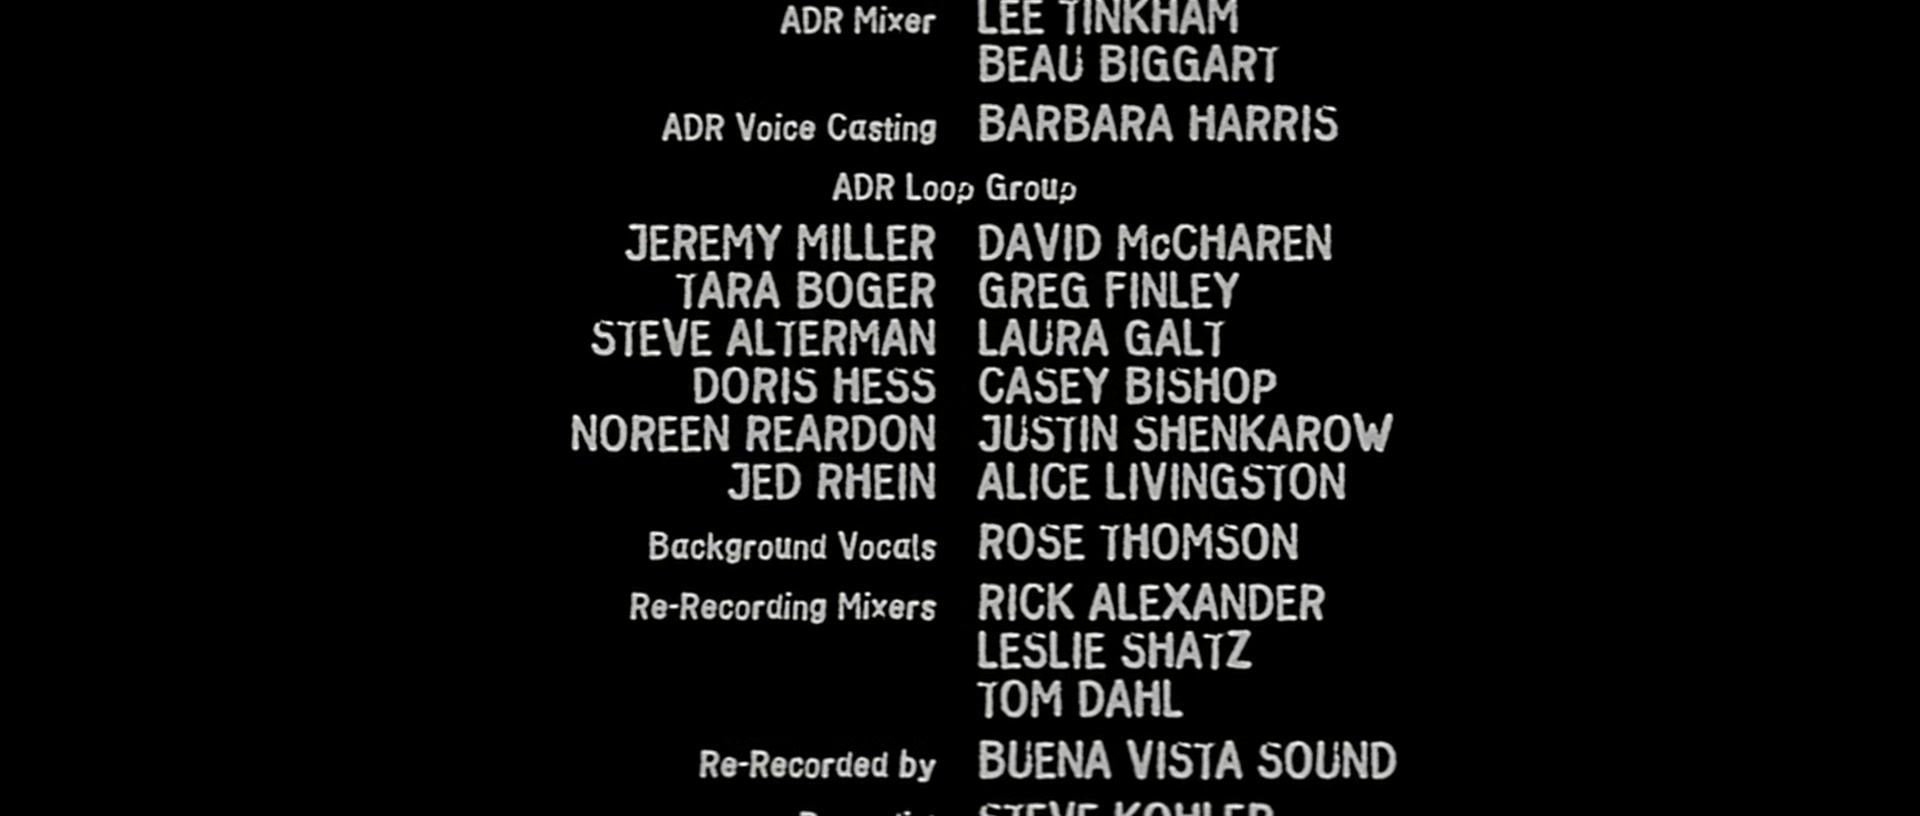 ADR Mixer LEE TINKHAM
BEAU BIGGART
ADR Voice Casting BARBARA HARRIS
ADR Loop Group
JEREMY MILLER DAVID McCHAREN
TARA BOGER GREG FINLEY
STEVE ALTERMAN LAURA GALT
DORIS HESS CASEY BISHOP
NOREEN REARDON JUSTIN SHENKAROW
JED RHEIN ALICE LIVINGSTON
Background Vocals ROSE THOMSON
Re-Recording Mixers RICK ALEXANDER
LESLIE SHATZ
TOM DAHL
Re-Recorded by BUENA VISTA SOUND
STEVE KOHLER